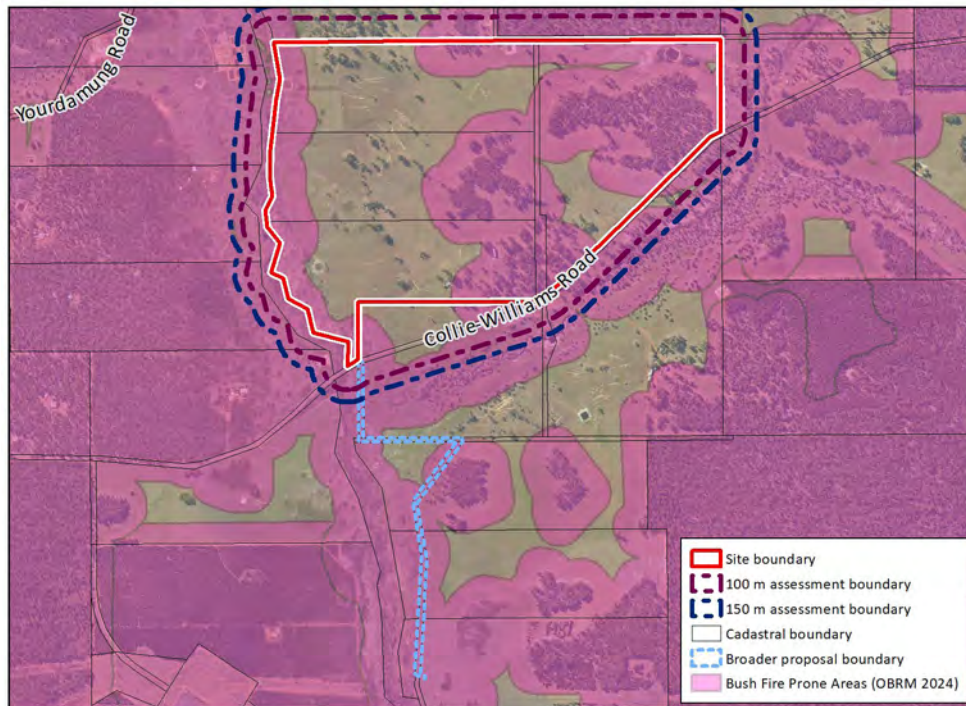 Yourdamung Road
Collie-Williams Road
Site boundary
100 m assessment boundary
150 m assessment boundary
Cadastral boundary
Broader proposal boundary
Bush Fire Prone Areas (OBRM 2024)